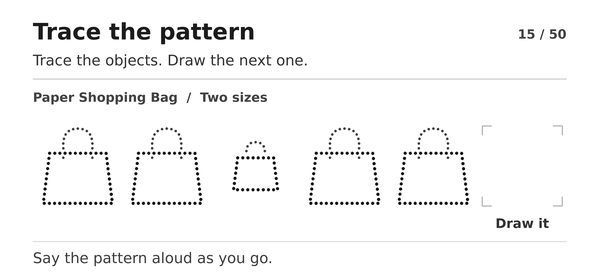 Trace the pattern
15 / 50
Trace the objects. Draw the next one.
Paper Shopping Bag / Two sizes
Draw it
Say the pattern aloud as you go.